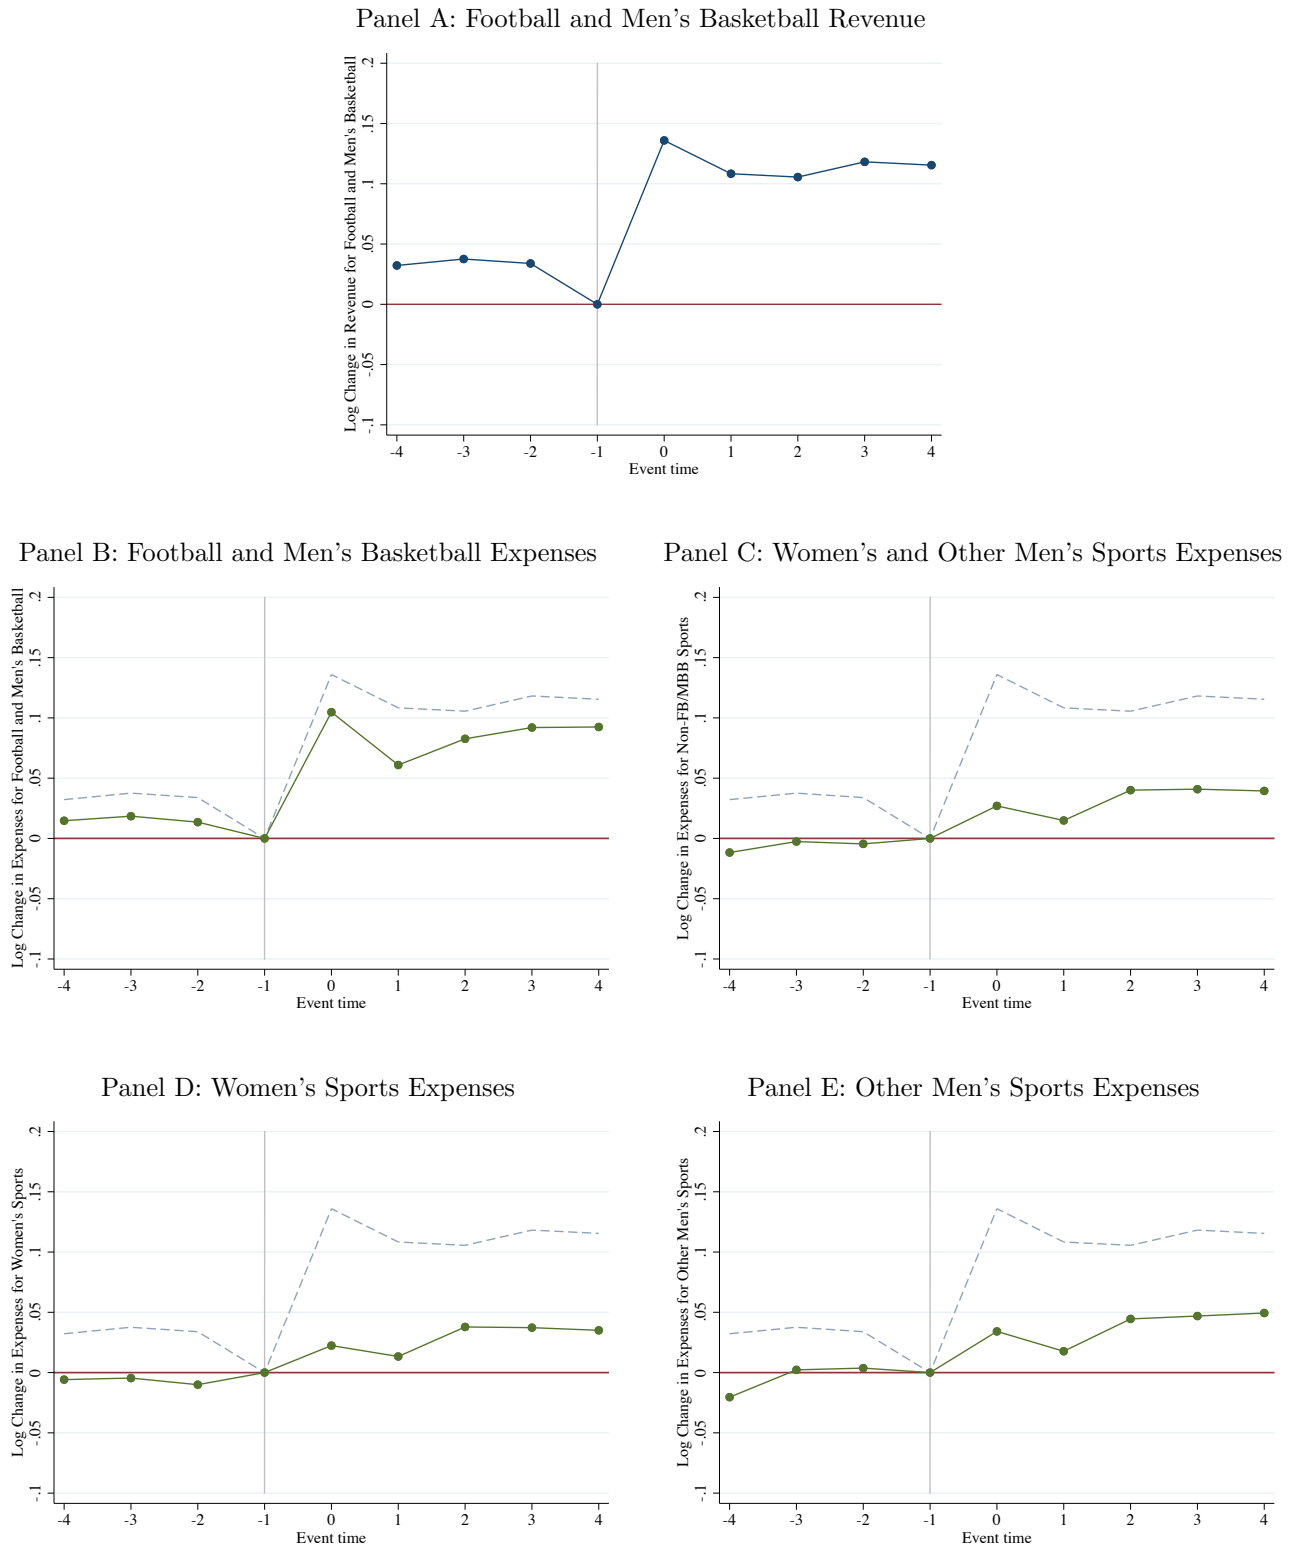 Panel A: Football and Men's Basketball Revenue
Log Change in Revenue for Football and Men's Basketball
.2
.15
.1
.05
0
-.05
-.1
-4 -3 -2 -1 0 1 2 3 4
Event time
Panel B: Football and Men's Basketball Expenses
Log Change in Expenses for Football and Men's Basketball
.2
.15
.1
.05
0
-.05
-.1
-4 -3 -2 -1 0 1 2 3 4
Event time
Panel C: Women's and Other Men's Sports Expenses
Log Change in Expenses for Non-FB/MBB Sports
.2
.15
.1
.05
0
-.05
-.1
-4 -3 -2 -1 0 1 2 3 4
Event time
Panel D: Women's Sports Expenses
Log Change in Expenses for Women's Sports
.2
.15
.1
.05
0
-.05
-.1
-4 -3 -2 -1 0 1 2 3 4
Event time
Panel E: Other Men's Sports Expenses
Log Change in Expenses for Other Men's Sports
.2
.15
.1
.05
0
-.05
-.1
-4 -3 -2 -1 0 1 2 3 4
Event time